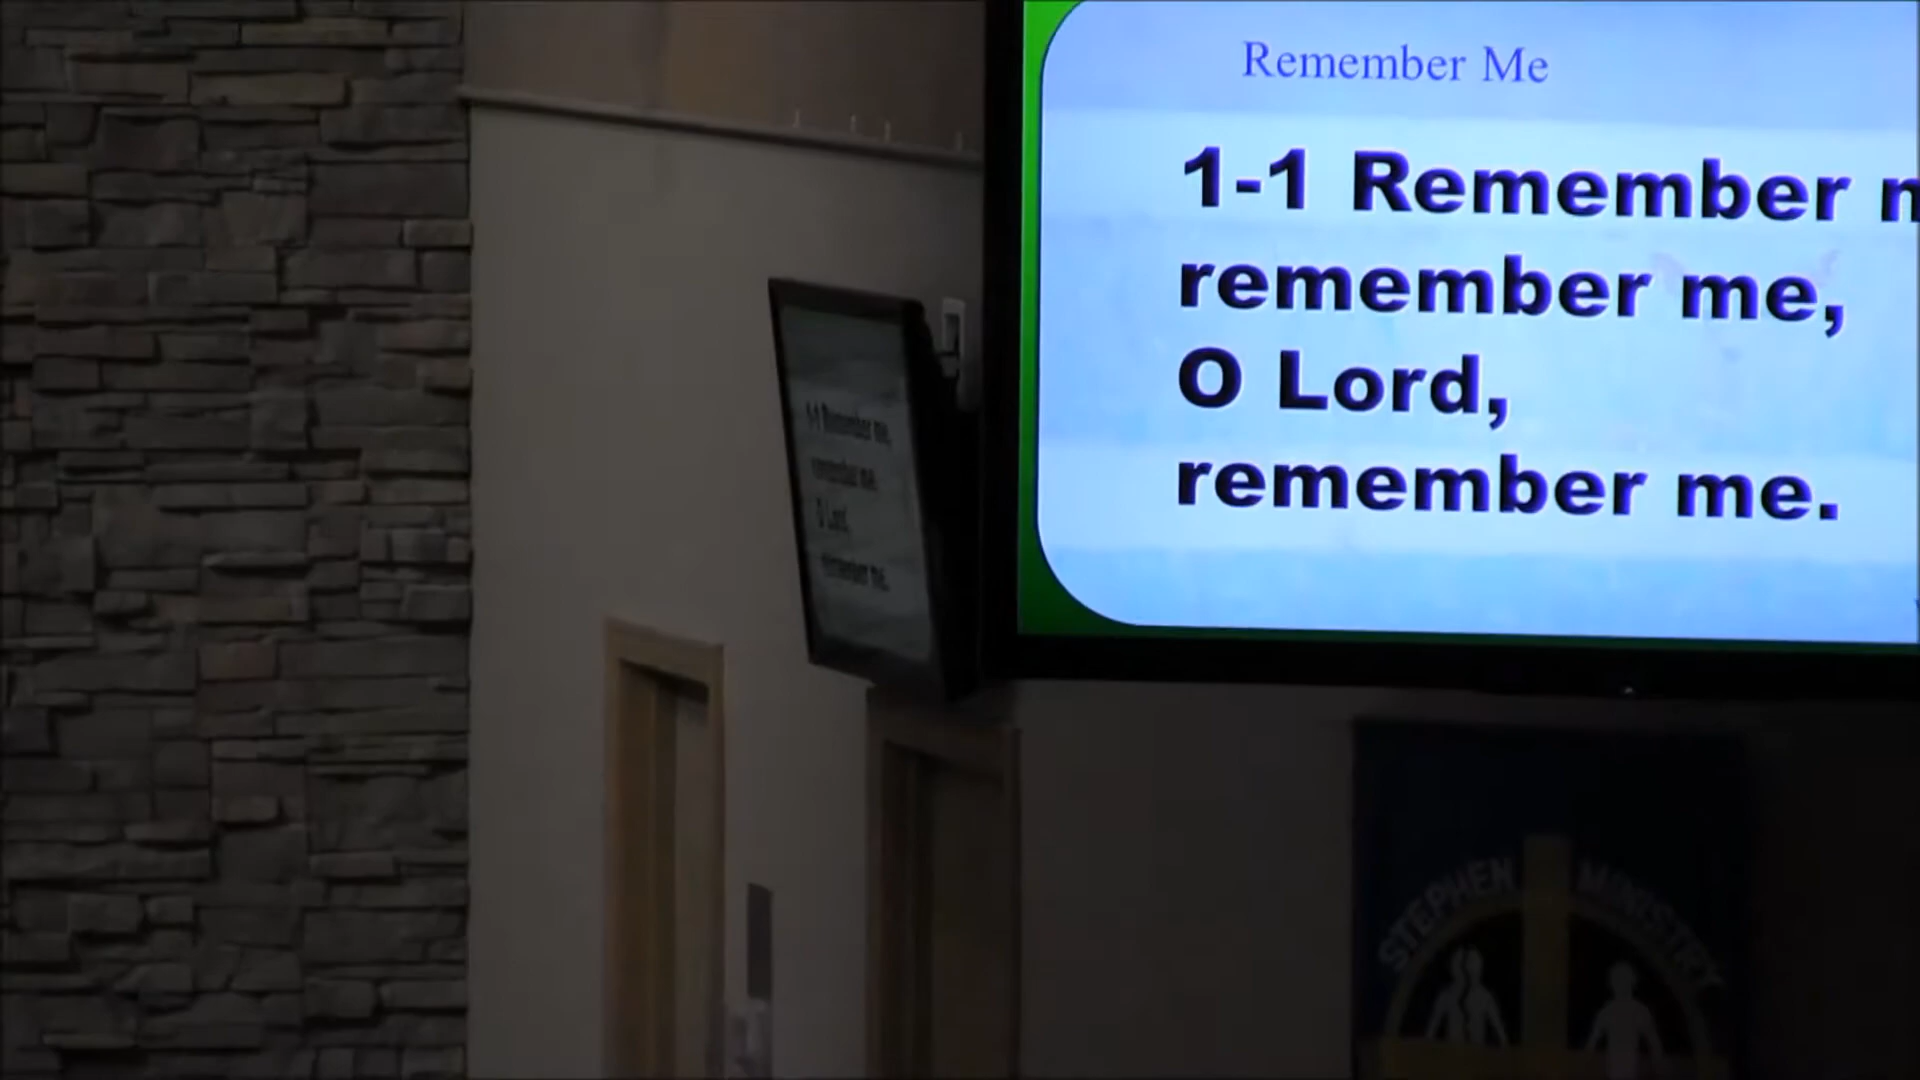 Remember Me
1-1 Remember m
remember me,
O Lord,
remember me.
1-1 Remember me,
remember me,
O Lord,
remember me.
STEPHEN MINISTRY